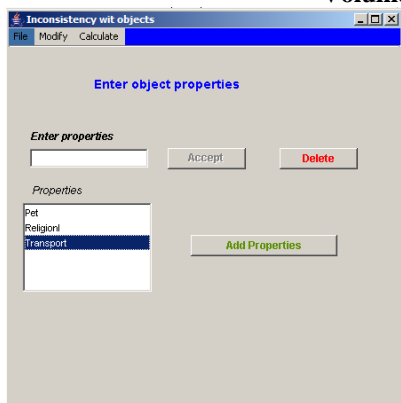 Inconsistency wit objects
File Modify Calculate
Enter object properties
Enter properties
Accept Delete
Properties
Pet
Religionl
Transport
Add Properties